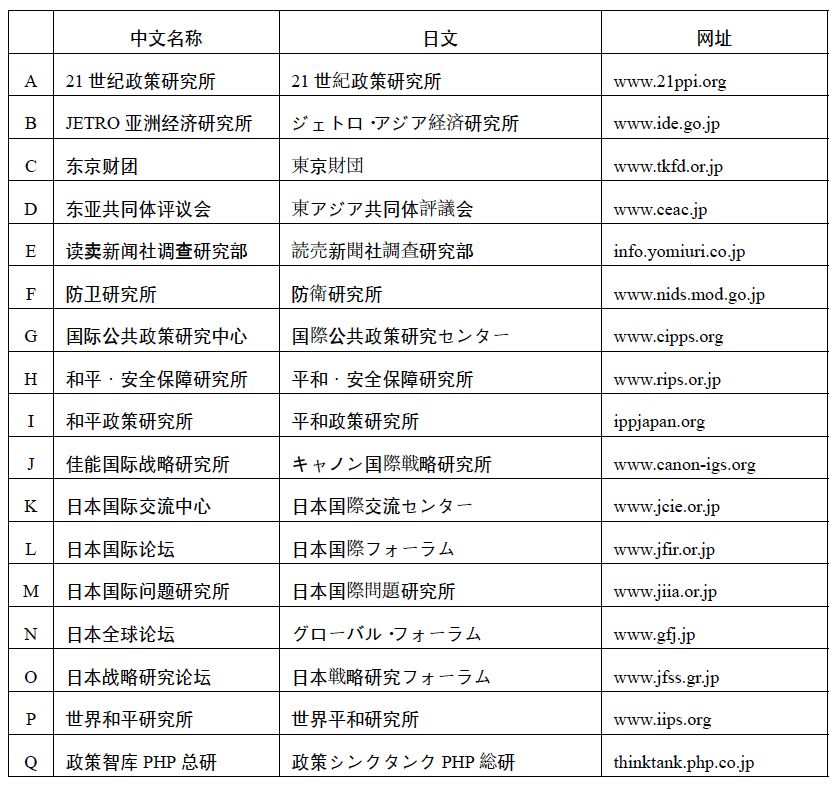 中文名称 日文 网址
A 21世纪政策研究所 21世紀政策研究所 www.21ppi.org
B JETRO亚洲经济研究所 ジェトロ・アジア経済研究所 www.ide.go.jp
C 东京财团 東京財団 www.tkfd.or.jp
D 东亚共同体评议会 東アジア共同体評議会 www.ceac.jp
E 读卖新闻社调查研究部 読売新聞社調査研究部 info.yomiuri.co.jp
F 防卫研究所 防衛研究所 www.nids.mod.go.jp
G 国际公共政策研究中心 国際公共政策研究センター www.cipps.org
H 和平·安全保障研究所 平和·安全保障研究所 www.rips.or.jp
I 和平政策研究所 平和政策研究所 ippjapan.org
J 佳能国际战略研究所 キャノン国際戦略研究所 www.canon-igs.org
K 日本国际交流中心 日本国際交流センター www.jcie.or.jp
L 日本国际论坛 日本国際フォーラム www.jfir.or.jp
M 日本国际问题研究所 日本国際問題研究所 www.jiia.or.jp
N 日本全球论坛 グローバル・フォーラム www.gfj.jp
O 日本战略研究论坛 日本戦略研究フォーラム www.jfss.gr.jp
P 世界和平研究所 世界平和研究所 www.iips.org
Q 政策智库PHP总研 政策シンクタンクPHP総研 thinktank.php.co.jp